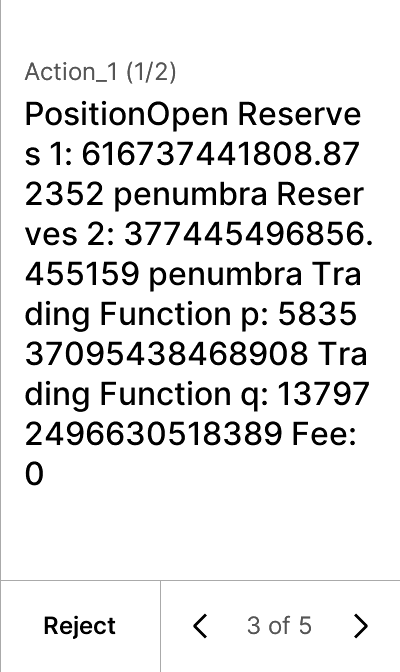 Action_1 (1/2)
PositionOpen Reserve
s 1: 616737441808.87
2352 penumbra Reser
ves 2: 377445496856.
455159 penumbra Tra
ding Function p: 5835
37095438468908 Tra
ding Function q: 13797
2496630518389 Fee:
0
Reject
3 of 5